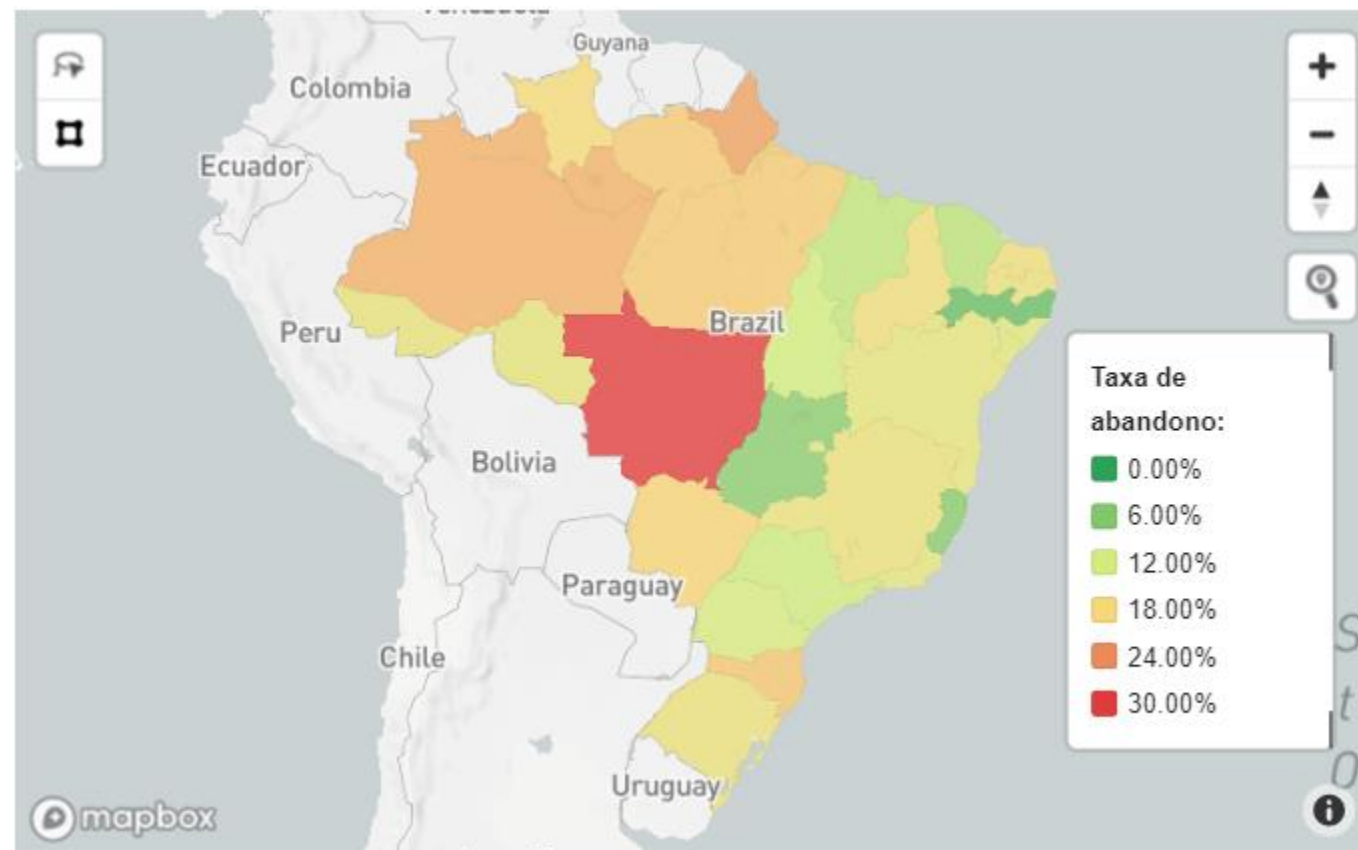 Guyana
Colombia
Ecuador
Peru
Brazil
Bolivia
Paraguay
Chile
Uruguay
Taxa de
abandono:
0.00%
6.00%
12.00%
18.00%
24.00%
30.00%
mapbox